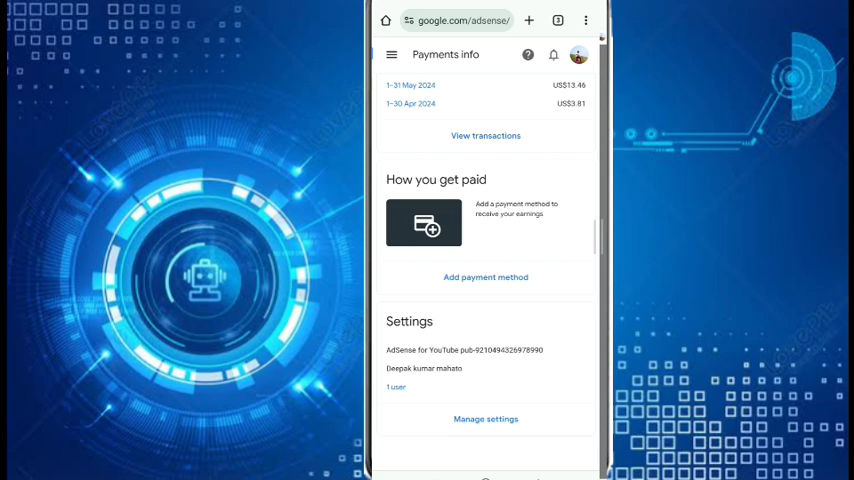 google.com/adsense/
3
Payments info
1-31 May 2024
US$13.46
1-30 Apr 2024
US$3.81
View transactions
How you get paid
Add a payment method to
receive your earnings
Add payment method
Settings
AdSense for YouTube pub-9210494326978990
Deepak kumar mahato
1 user
Manage settings